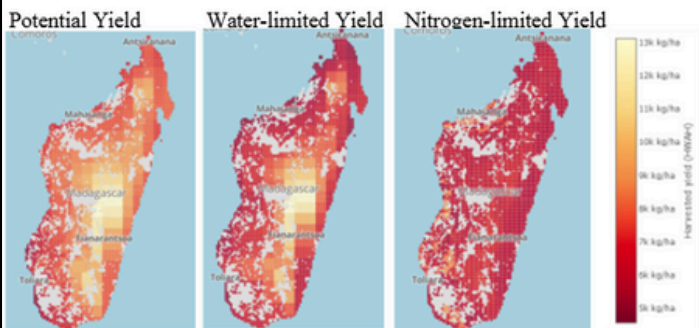 Potential Yield
Water-limited Yield
Nitrogen-limited Yield
Comoros
Antsiranana
Mahajanga
Madagascar
Fianarantsoa
Toliara
Antsiranana
Mahajanga
Madagascar
Fianarantsoa
Toliara
Comoros
Antsiranana
Mahajanga
Madagascar
Fianarantsoa
Toliara
13k kg/ha
12k kg/ha
11k kg/ha
10k kg/ha
9k kg/ha
8k kg/ha
7k kg/ha
6k kg/ha
5k kg/ha
Harvested yield (HWAH)